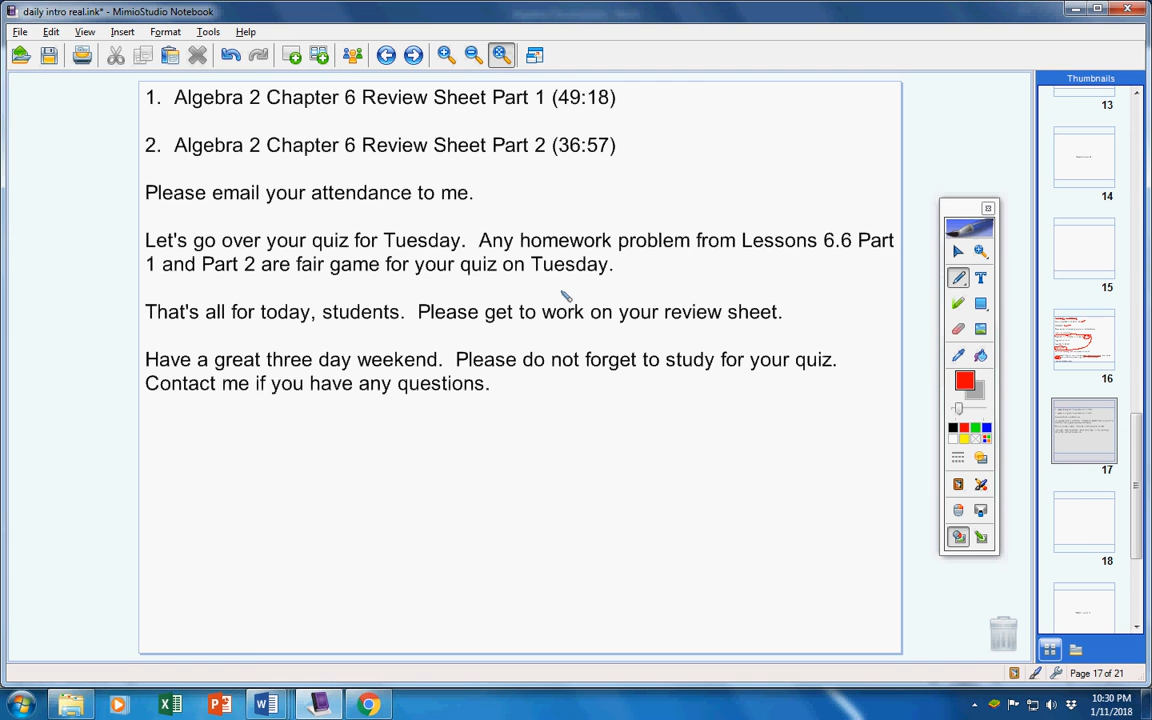 daily intro real.ink* - MimioStudio Notebook
File Edit View Insert Format Tools Help
1. Algebra 2 Chapter 6 Review Sheet Part 1 (49:18)
2. Algebra 2 Chapter 6 Review Sheet Part 2 (36:57)
Please email your attendance to me.
Let's go over your quiz for Tuesday. Any homework problem from Lessons 6.6 Part
1 and Part 2 are fair game for your quiz on Tuesday.
That's all for today, students. Please get to work on your review sheet.
Have a great three day weekend. Please do not forget to study for your quiz.
Contact me if you have any questions.
Thumbnails
13
14
15
16
17
18
Page 17 of 21
10:30 PM
1/11/2018